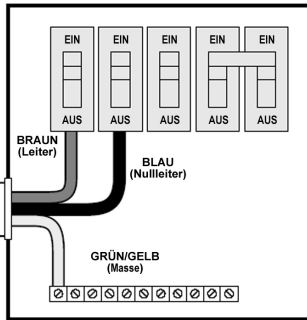 EIN EIN EIN EIN EIN
AUS AUS AUS AUS AUS
BRAUN
(Leiter)
BLAU
(Nullleiter)
GRÜN/GELB
(Masse)